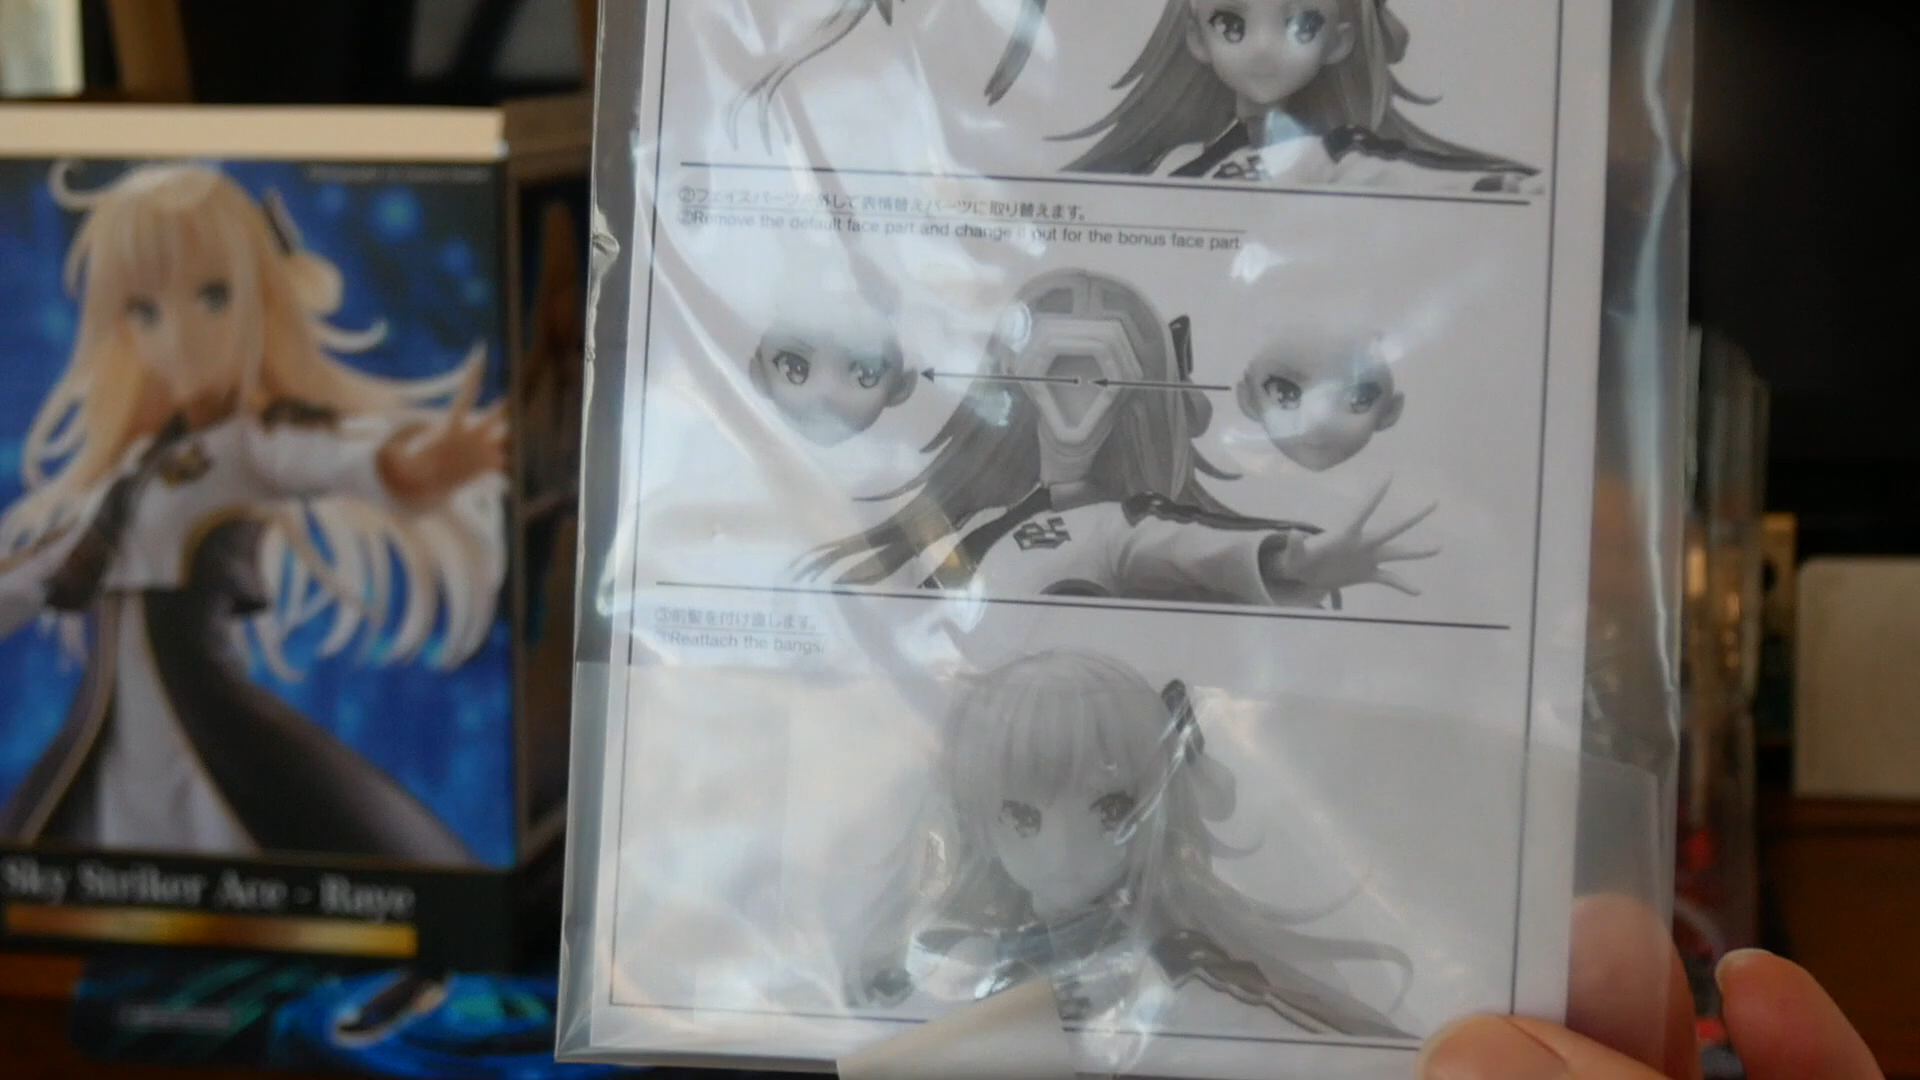 ②フェイスパーツを外して表情替えパーツに取り替えます。
②Remove the default face part and change it out for the bonus face part.
③前髪を付け直します。
③Reattach the bangs.
Sky Striker Ace - Raye